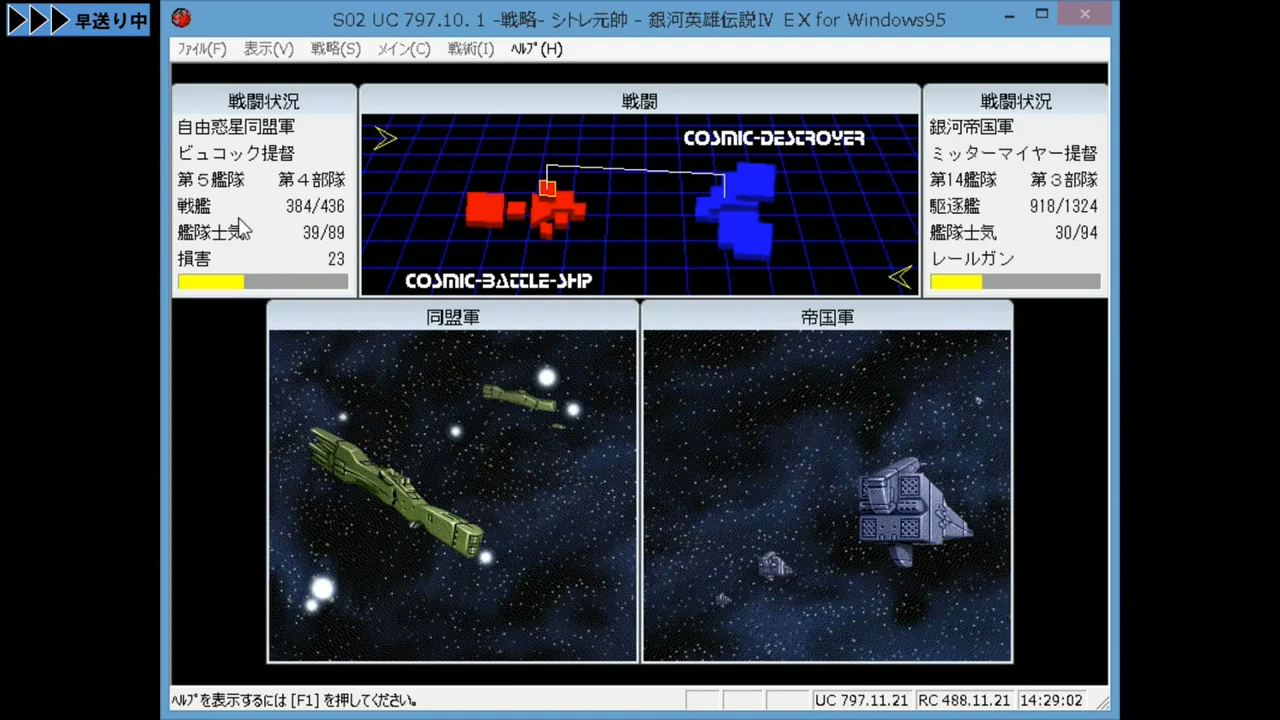 早送り中
S02 UC 797.10. 1 -戦略- シトレ元帥 - 銀河英雄伝説Ⅳ EX for Windows95
ﾌｧｲﾙ(F) 表示(V) 戦略(S) メイン(C) 戦術(I) ﾍﾙﾌﾟ(H)
戦闘状況
自由惑星同盟軍
ビュコック提督
第5艦隊 第4部隊
戦艦 384/436
艦隊士気 39/89
損害 23
戦闘
COSMIC-DESTROYER
COSMIC-BATTLE-SHIP
戦闘状況
銀河帝国軍
ミッターマイヤー提督
第14艦隊 第3部隊
駆逐艦 918/1324
艦隊士気 30/94
レールガン
同盟軍
帝国軍
ﾍﾙﾌﾟを表示するには [F1] を押してください。
UC 797.11.21 RC 488.11.21 14:29:02